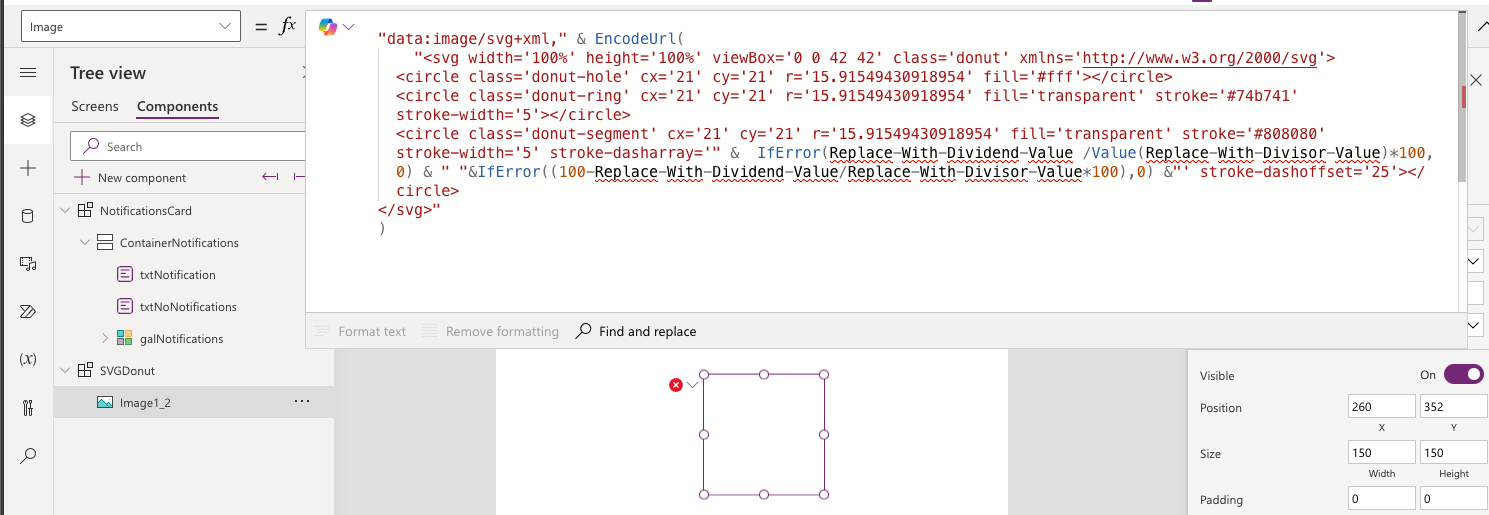 Image
= fx
"data:image/svg+xml," & EncodeUrl(
"<svg width='100%' height='100%' viewBox='0 0 42 42' class='donut' xmlns='http://www.w3.org/2000/svg'>
<circle class='donut-hole' cx='21' cy='21' r='15.91549430918954' fill='#fff'></circle>
<circle class='donut-ring' cx='21' cy='21' r='15.91549430918954' fill='transparent' stroke='#74b741'
stroke-width='5'></circle>
<circle class='donut-segment' cx='21' cy='21' r='15.91549430918954' fill='transparent' stroke='#808080'
stroke-width='5' stroke-dasharray='" &  IfError(Replace-With-Dividend-Value /Value(Replace-With-Divisor-Value)*100,
0) & " "&IfError((100-Replace-With-Dividend-Value/Replace-With-Divisor-Value*100),0) &"' stroke-dashoffset='25'></
circle>
</svg>"
)
Format text
Remove formatting
Find and replace
Tree view
Screens
Components
Search
New component
NotificationsCard
ContainerNotifications
txtNotification
txtNoNotifications
galNotifications
SVGDonut
Image1_2
...
(x)
Visible
On
Position
260
352
X
Y
Size
150
150
Width
Height
Padding
0
0